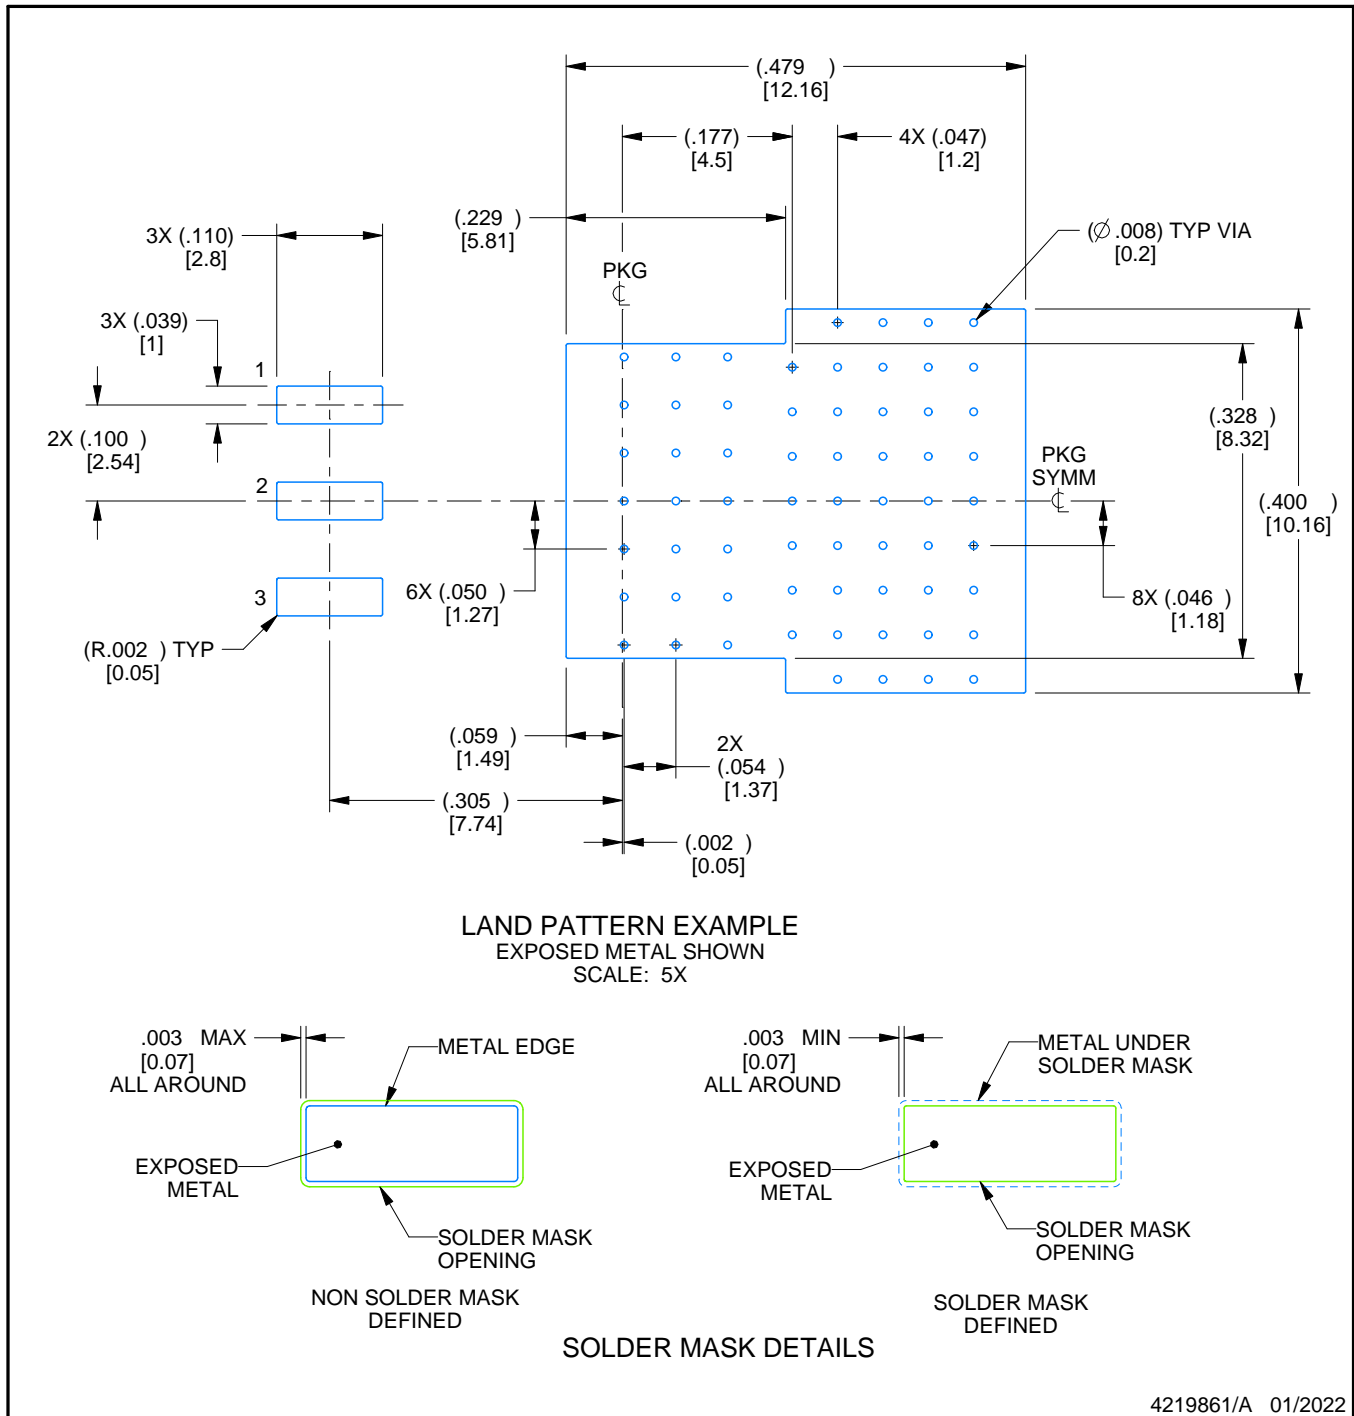 (.479 )
[12.16]
(.177)
[4.5]
4X (.047)
[1.2]
(.229 )
[5.81]
3X (.110)
[2.8]
(Ø .008) TYP VIA
[0.2]
PKG
℄
3X (.039)
[1]
1
2X (.100 )
[2.54]
2
3
(R.002 ) TYP
[0.05]
(.328 )
[8.32]
PKG
SYMM
℄
(.400 )
[10.16]
6X (.050 )
[1.27]
8X (.046 )
[1.18]
(.059 )
[1.49]
2X
(.054 )
[1.37]
(.305 )
[7.74]
(.002 )
[0.05]
LAND PATTERN EXAMPLE
EXPOSED METAL SHOWN
SCALE: 5X
.003 MAX
[0.07]
ALL AROUND
METAL EDGE
EXPOSED
METAL
SOLDER MASK
OPENING
NON SOLDER MASK
DEFINED
.003 MIN
[0.07]
ALL AROUND
METAL UNDER
SOLDER MASK
EXPOSED
METAL
SOLDER MASK
OPENING
SOLDER MASK
DEFINED
SOLDER MASK DETAILS
4219861/A 01/2022